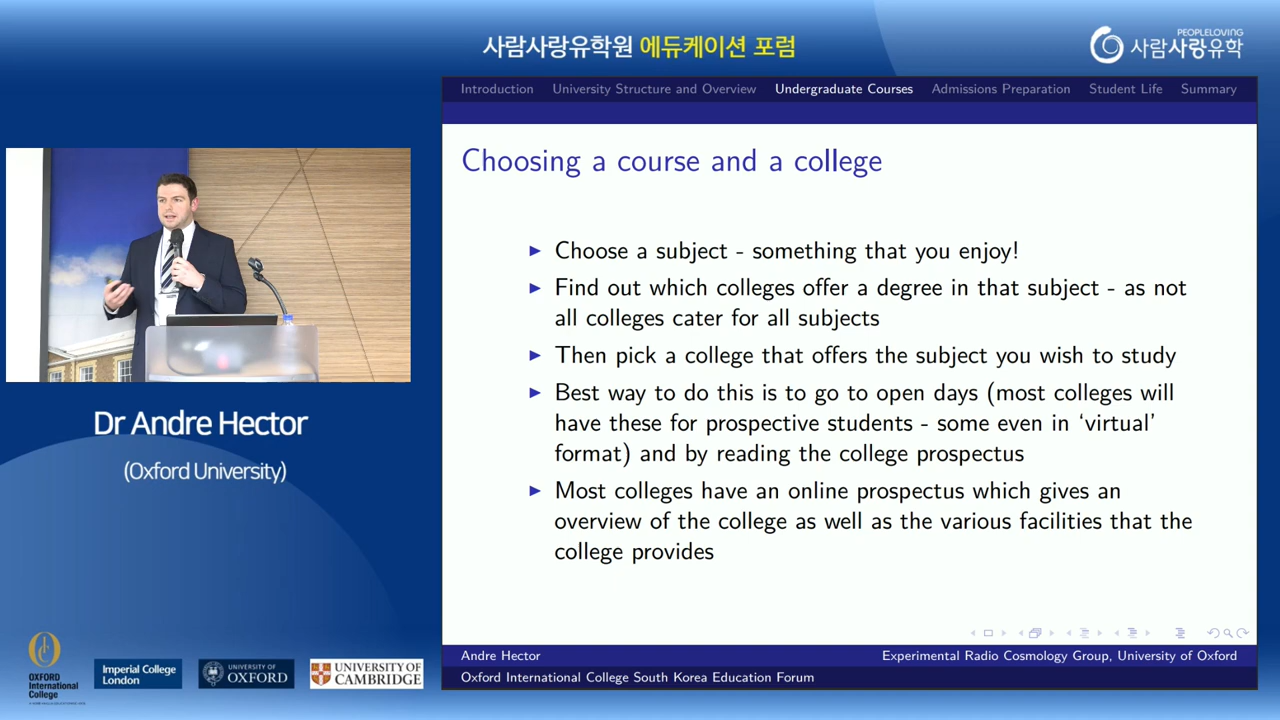 사람사랑유학원 에듀케이션 포럼
PEOPLELOVING
사람사랑유학
Introduction University Structure and Overview Undergraduate Courses Admissions Preparation Student Life Summary
Choosing a course and a college
Choose a subject - something that you enjoy!
Find out which colleges offer a degree in that subject - as not
all colleges cater for all subjects
Then pick a college that offers the subject you wish to study
Best way to do this is to go to open days (most colleges will
have these for prospective students - some even in ‘virtual’
format) and by reading the college prospectus
Most colleges have an online prospectus which gives an
overview of the college as well as the various facilities that the
college provides
Andre Hector Experimental Radio Cosmology Group, University of Oxford
Oxford International College South Korea Education Forum
Dr Andre Hector
(Oxford University)
OXFORD
International
College
Imperial College
London
UNIVERSITY OF
OXFORD
UNIVERSITY OF
CAMBRIDGE